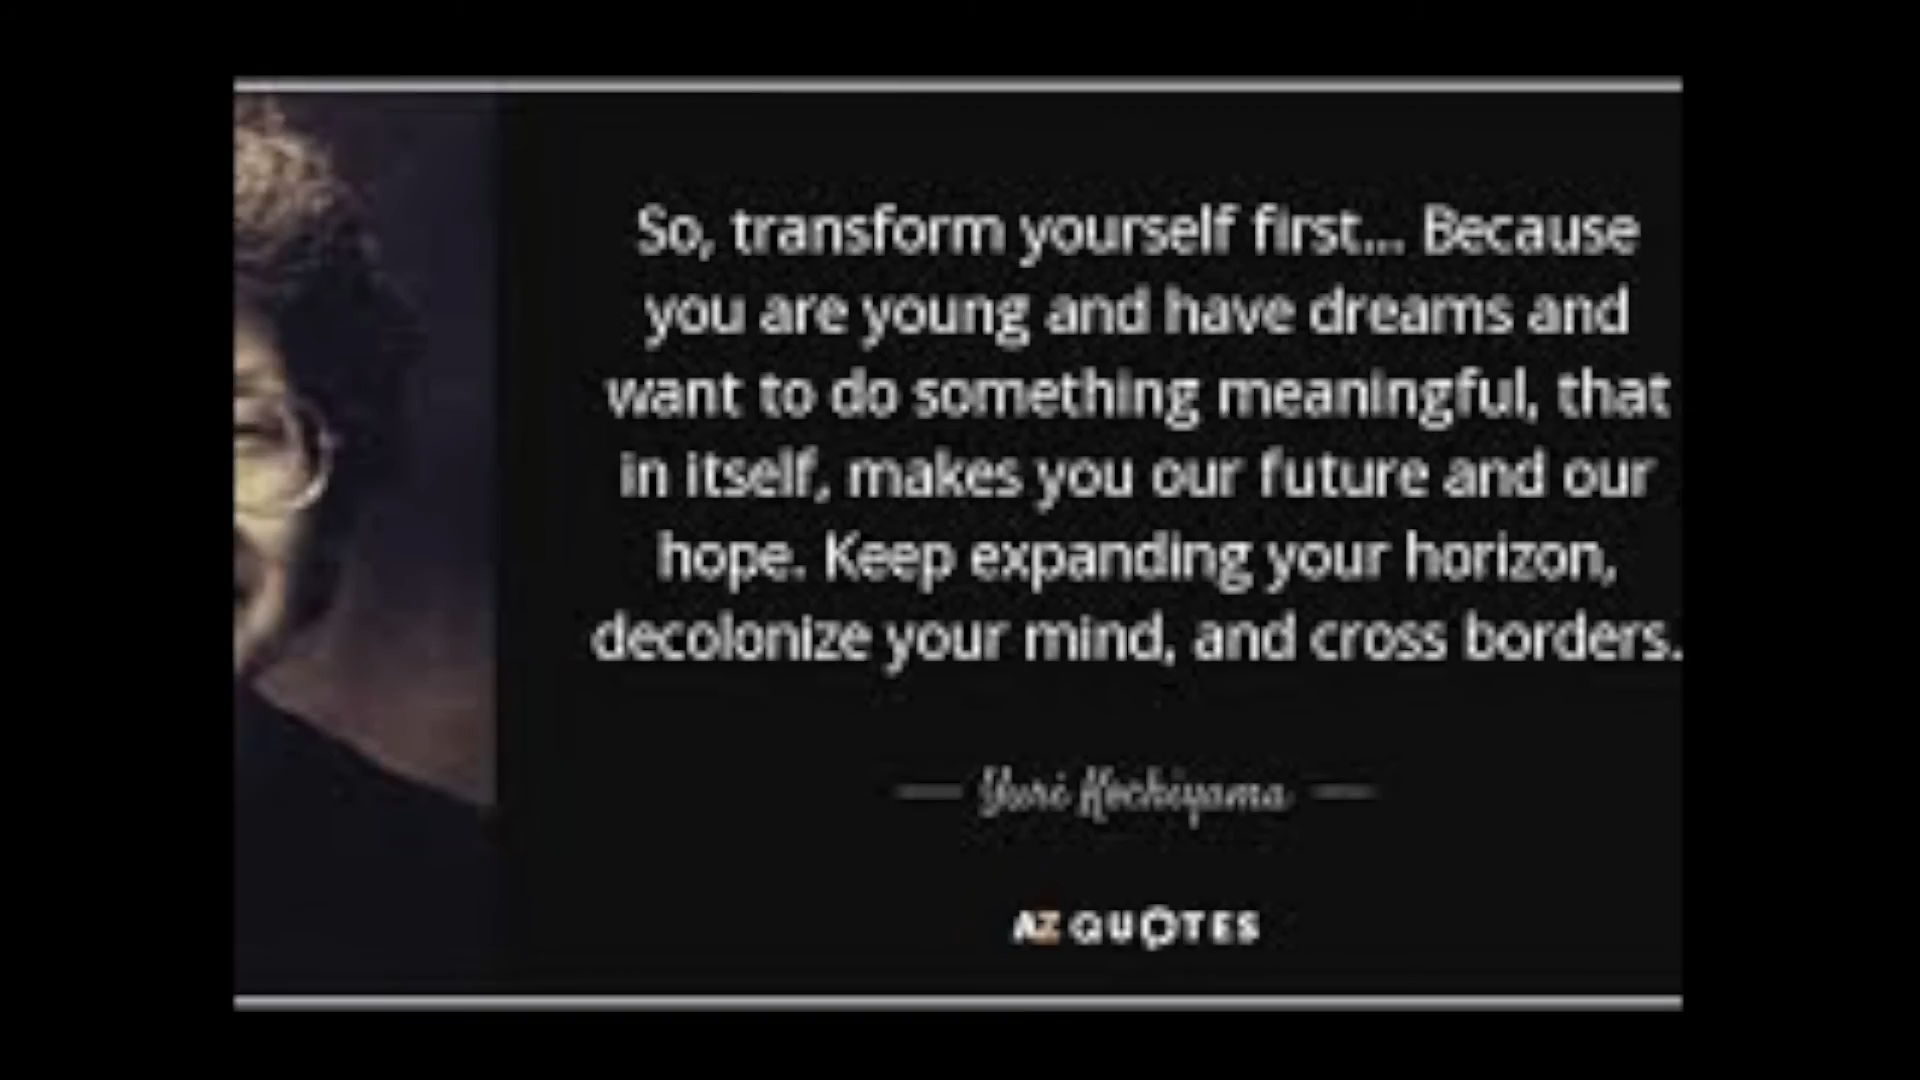 So, transform yourself first... Because
you are young and have dreams and
want to do something meaningful, that
in itself, makes you our future and our
hope. Keep expanding your horizon,
decolonize your mind, and cross borders.
— Yuri Kochiyama —
AZ QUOTES